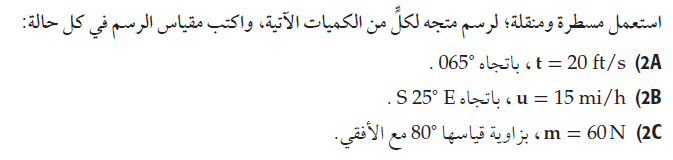 استعمل مسطرة ومنقلة؛ لرسم متجه لكلٍّ من الكميات الآتية، واكتب مقياس الرسم في كل حالة:
2A) t = 20 ft/s ، باتجاه 065° .
2B) u = 15 mi/h ، باتجاه S 25° E .
2C) m = 60 N ، بزاوية قياسها 80° مع الأفقي.